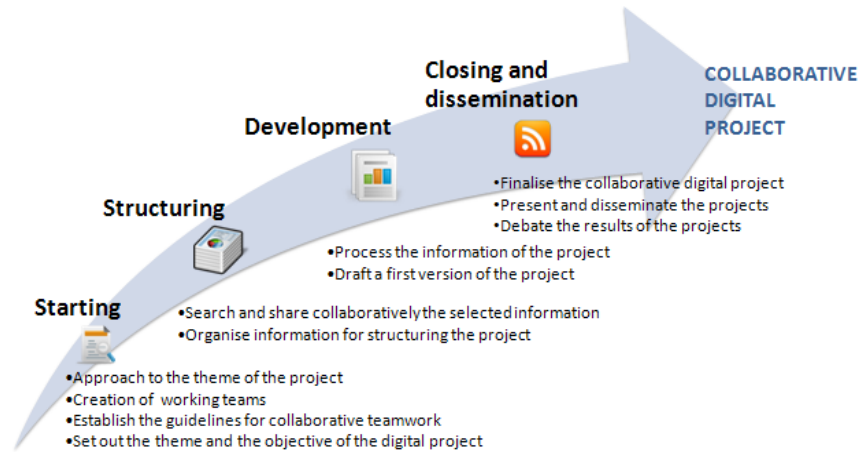 Closing and
dissemination
COLLABORATIVE
DIGITAL
PROJECT
Development
•Finalise the collaborative digital project
•Present and disseminate the projects
•Debate the results of the projects
Structuring
•Process the information of the project
•Draft a first version of the project
Starting
•Search and share collaboratively the selected information
•Organise information for structuring the project
•Approach to the theme of the project
•Creation of working teams
•Establish the guidelines for collaborative teamwork
•Set out the theme and the objective of the digital project